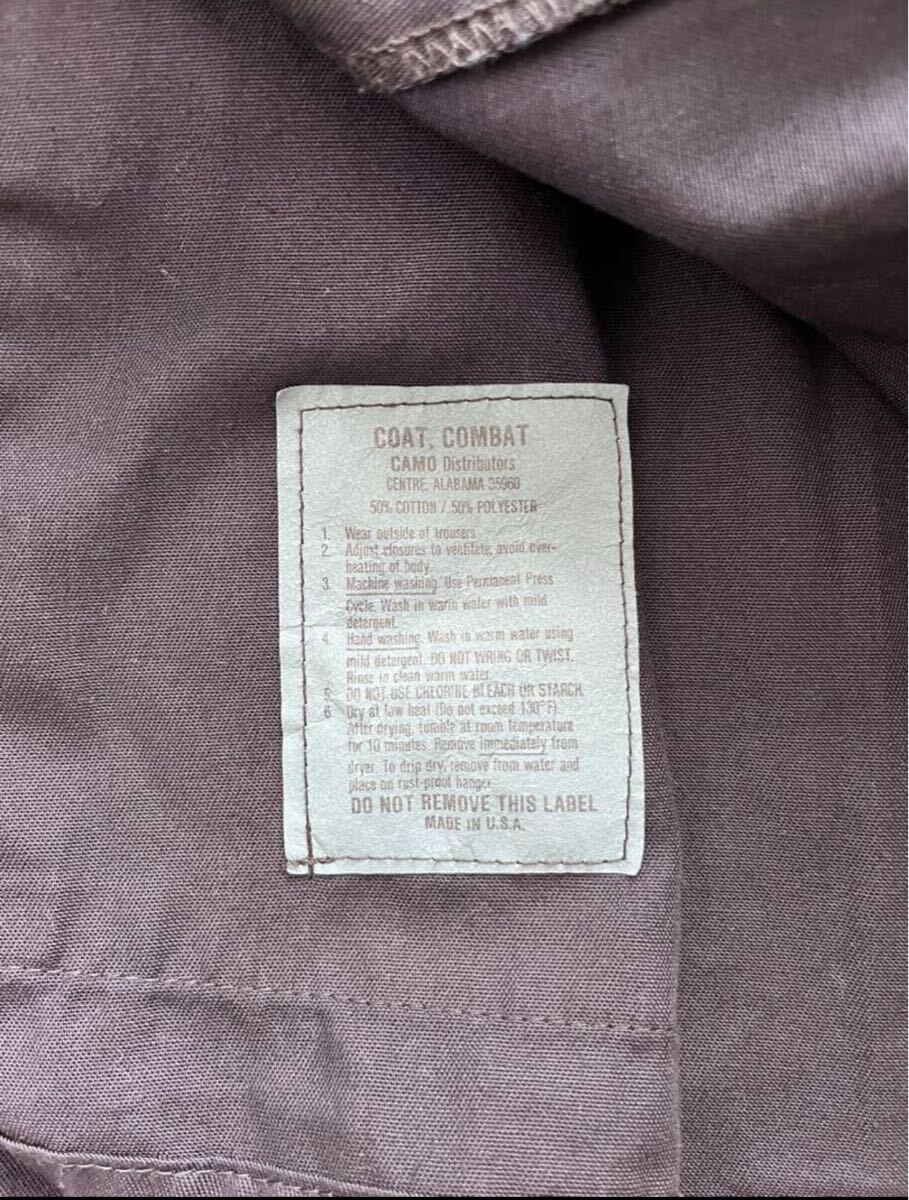 COAT, COMBAT
CAMO Distributors
CENTRE, ALABAMA 35960
50% COTTON / 50% POLYESTER
1. Wear outside of trousers
2. Adjust closures to ventilate, avoid over-
heating of body.
3. Machine washing. Use Permanent Press
Cycle. Wash in warm water with mild
detergent.
4. Hand washing. Wash in warm water using
mild detergent. DO NOT WRING OR TWIST.
Rinse in clean warm water.
5. DO NOT USE CHLORINE BLEACH OR STARCH.
6. Dry at low heat (Do not exceed 130°F).
After drying, tumble at room temperature
for 10 minutes. Remove immediately from
dryer. To drip dry, remove from water and
place on rust-proof hanger.
DO NOT REMOVE THIS LABEL
MADE IN U.S.A.